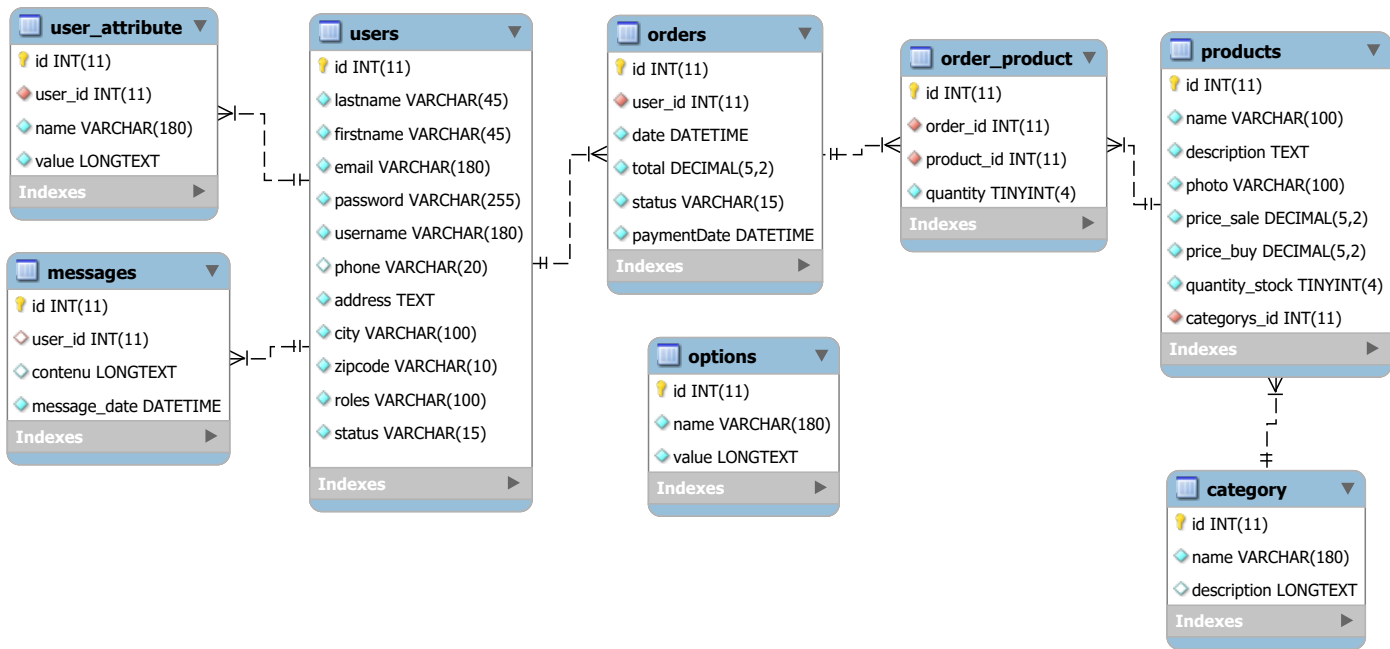 user_attribute
id INT(11)
user_id INT(11)
name VARCHAR(180)
value LONGTEXT
Indexes
messages
id INT(11)
user_id INT(11)
contenu LONGTEXT
message_date DATETIME
Indexes
users
id INT(11)
lastname VARCHAR(45)
firstname VARCHAR(45)
email VARCHAR(180)
password VARCHAR(255)
username VARCHAR(180)
phone VARCHAR(20)
address TEXT
city VARCHAR(100)
zipcode VARCHAR(10)
roles VARCHAR(100)
status VARCHAR(15)
Indexes
orders
id INT(11)
user_id INT(11)
date DATETIME
total DECIMAL(5,2)
status VARCHAR(15)
paymentDate DATETIME
Indexes
options
id INT(11)
name VARCHAR(180)
value LONGTEXT
Indexes
order_product
id INT(11)
order_id INT(11)
product_id INT(11)
quantity TINYINT(4)
Indexes
products
id INT(11)
name VARCHAR(100)
description TEXT
photo VARCHAR(100)
price_sale DECIMAL(5,2)
price_buy DECIMAL(5,2)
quantity_stock TINYINT(4)
categorys_id INT(11)
Indexes
category
id INT(11)
name VARCHAR(180)
description LONGTEXT
Indexes